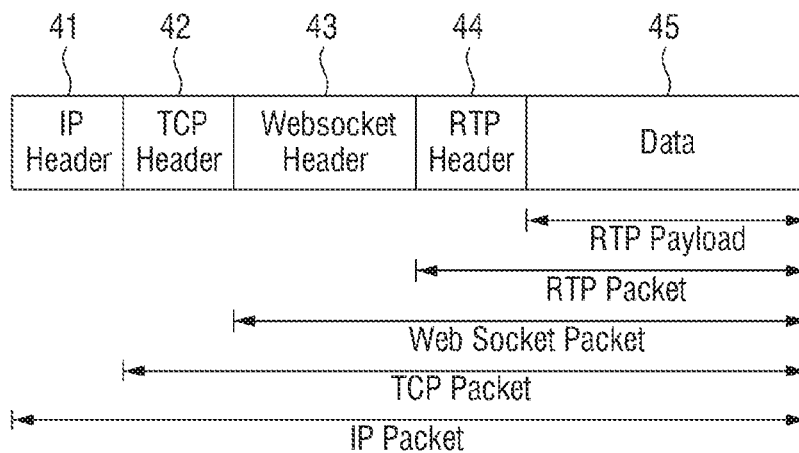 41 42 43 44 45
IP Header TCP Header Websocket Header RTP Header Data
RTP Payload
RTP Packet
Web Socket Packet
TCP Packet
IP Packet